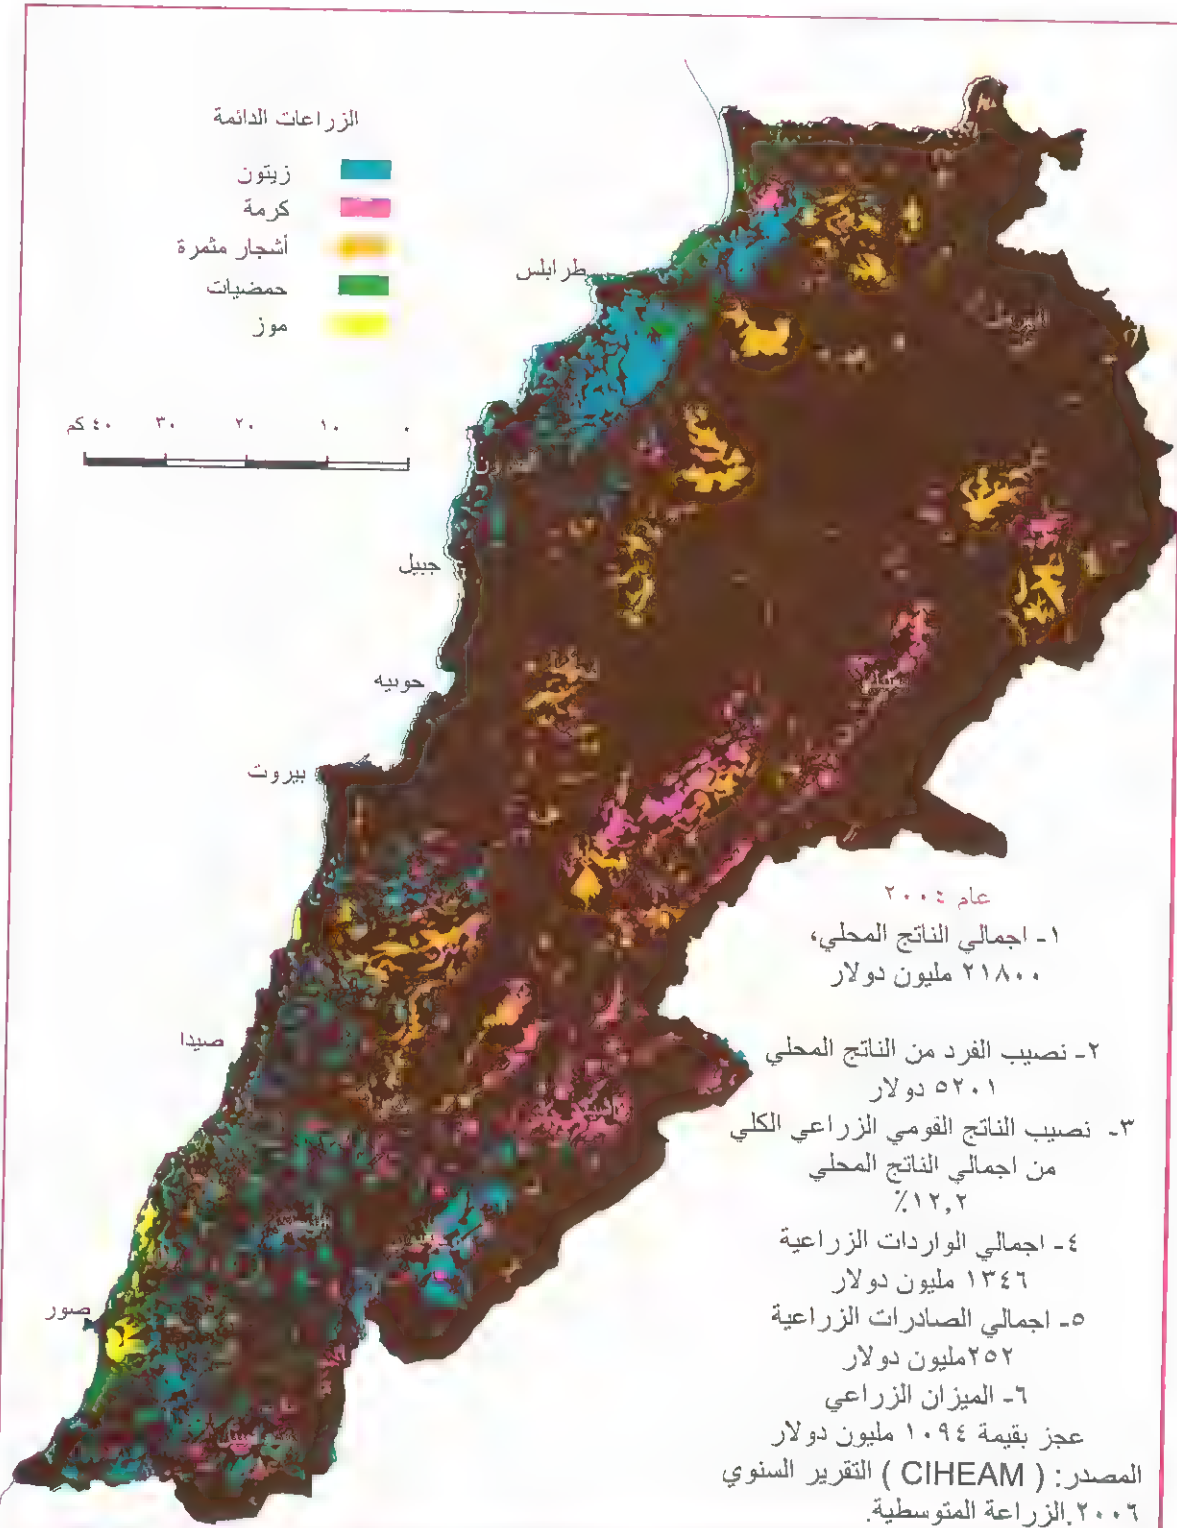 الزراعات الدائمة
زيتون
كرمة
أشجار مثمرة
حمضيات
موز
٤٠ كم ٣٠ ٢٠ ١٠ ٠
طرابلس
جبيل
حونيه
بيروت
صيدا
صور
عام ٢٠٠٤
١- اجمالي الناتج المحلي،
٢١٨٠٠ مليون دولار
٢- نصيب الفرد من الناتج المحلي
٥٢٠١ دولار
٣- نصيب الناتج القومي الزراعي الكلي
من اجمالي الناتج المحلي
١٢,٢٪
٤- اجمالي الواردات الزراعية
١٣٤٦ مليون دولار
٥- اجمالي الصادرات الزراعية
٢٥٢مليون دولار
٦- الميزان الزراعي
عجز بقيمة ١٠٩٤ مليون دولار
المصدر: ( CIHEAM ) التقرير السنوي
٢٠٠٦.الزراعة المتوسطية.